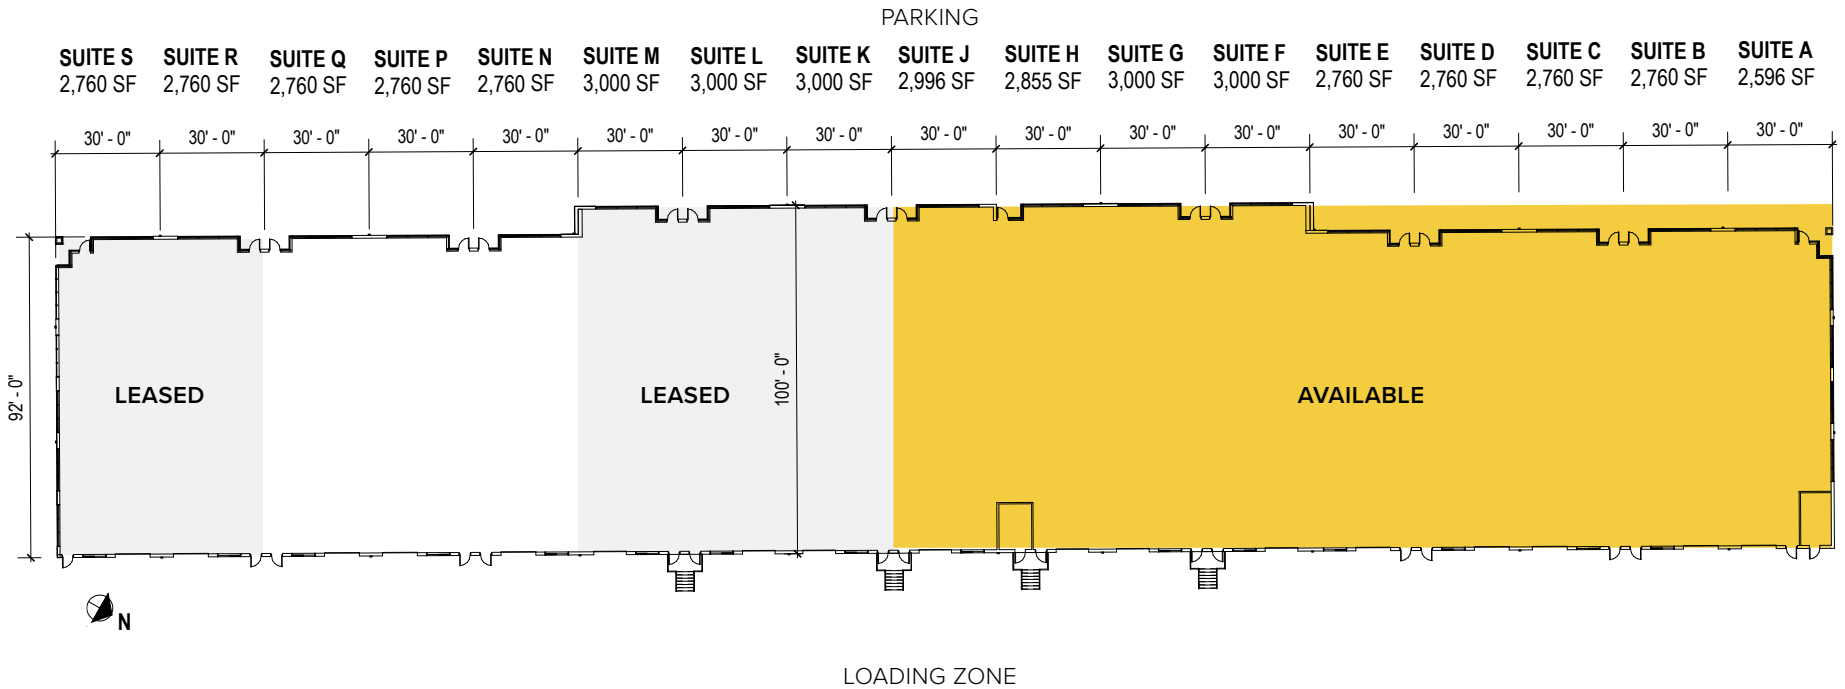 PARKING
SUITE S SUITE R SUITE Q SUITE P SUITE N SUITE M SUITE L SUITE K SUITE J SUITE H SUITE G SUITE F SUITE E SUITE D SUITE C SUITE B SUITE A
2,760 SF 2,760 SF 2,760 SF 2,760 SF 2,760 SF 3,000 SF 3,000 SF 3,000 SF 2,996 SF 2,855 SF 3,000 SF 3,000 SF 2,760 SF 2,760 SF 2,760 SF 2,760 SF 2,596 SF
30' - 0" 30' - 0" 30' - 0" 30' - 0" 30' - 0" 30' - 0" 30' - 0" 30' - 0" 30' - 0" 30' - 0" 30' - 0" 30' - 0" 30' - 0" 30' - 0" 30' - 0" 30' - 0" 30' - 0"
92' - 0"
LEASED
LEASED
100' - 0"
AVAILABLE
N
LOADING ZONE